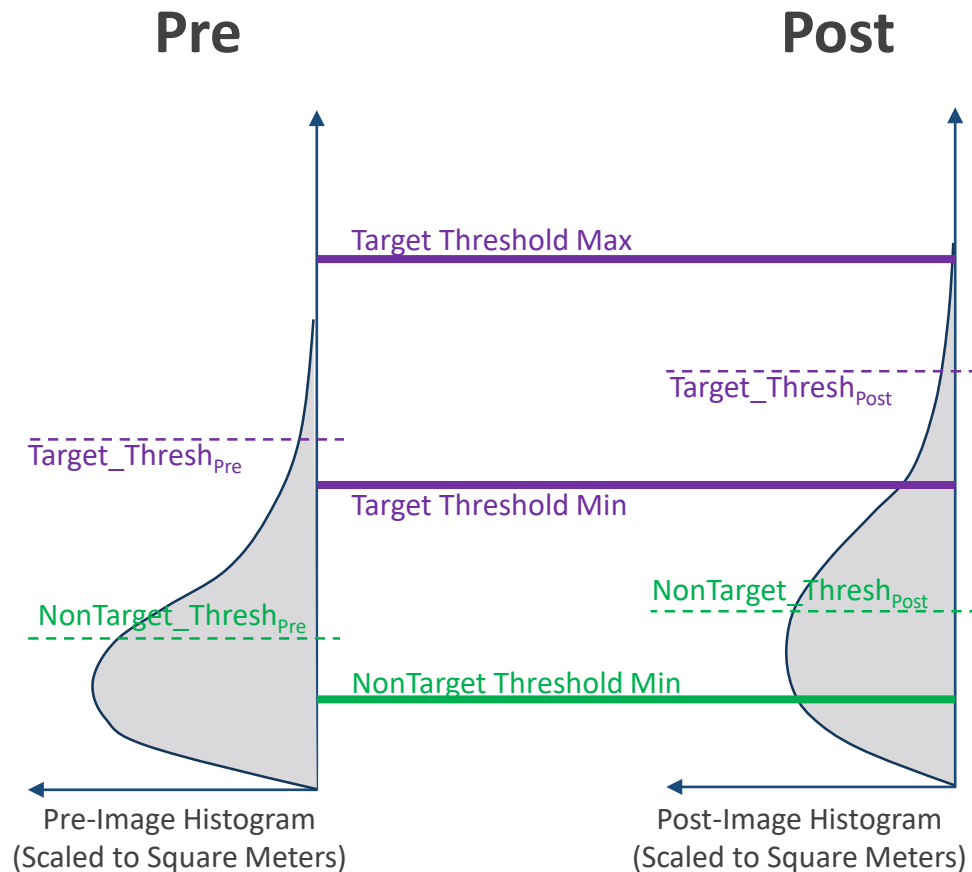 Pre
Post
Target Threshold Max
Target_ThreshPost
Target_ThreshPre
Target Threshold Min
NonTarget_ThreshPost
NonTarget_ThreshPre
NonTarget Threshold Min
Pre-Image Histogram
(Scaled to Square Meters)
Post-Image Histogram
(Scaled to Square Meters)